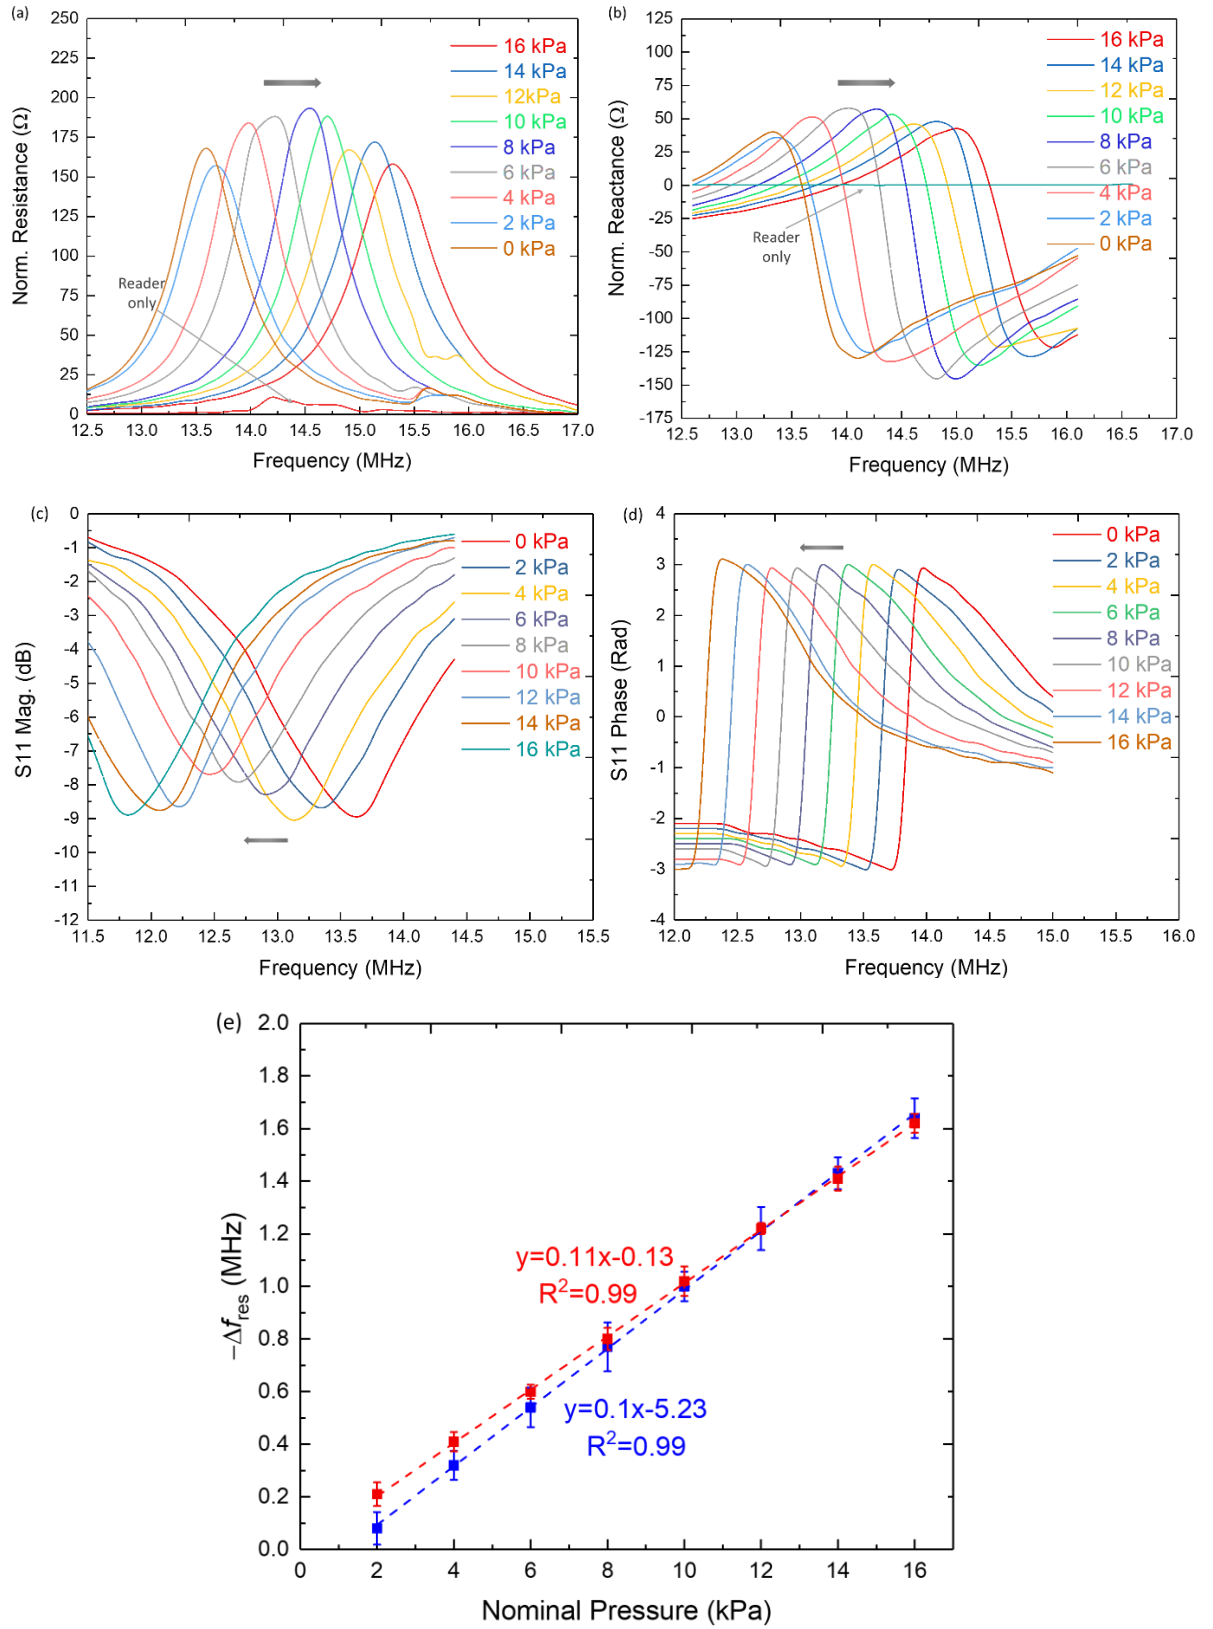 (a)
250
225
200
175
150
125
100
75
50
25
0
Norm. Resistance (Ω)
16 kPa
14 kPa
12kPa
10 kPa
8 kPa
6 kPa
4 kPa
2 kPa
0 kPa
Reader
only
12.5 13.0 13.5 14.0 14.5 15.0 15.5 16.0 16.5 17.0
Frequency (MHz)
(b)
125
100
75
50
25
0
-25
-50
-75
-100
-125
-150
-175
Norm. Reactance (Ω)
16 kPa
14 kPa
12 kPa
10 kPa
8 kPa
6 kPa
4 kPa
2 kPa
0 kPa
Reader
only
12.5 13.0 13.5 14.0 14.5 15.0 15.5 16.0 16.5 17.0
Frequency (MHz)
(c)
0
-1
-2
-3
-4
-5
-6
-7
-8
-9
-10
-11
-12
S11 Mag. (dB)
0 kPa
2 kPa
4 kPa
6 kPa
8 kPa
10 kPa
12 kPa
14 kPa
16 kPa
11.5 12.0 12.5 13.0 13.5 14.0 14.5 15.0 15.5
Frequency (MHz)
(d)
4
3
2
1
0
-1
-2
-3
-4
S11 Phase (Rad)
0 kPa
2 kPa
4 kPa
6 kPa
8 kPa
10 kPa
12 kPa
14 kPa
16 kPa
12.0 12.5 13.0 13.5 14.0 14.5 15.0 15.5 16.0
Frequency (MHz)
(e)
2.0
1.8
1.6
1.4
1.2
1.0
0.8
0.6
0.4
0.2
0.0
−Δfres (MHz)
y=0.11x-0.13
R²=0.99
y=0.1x-5.23
R²=0.99
0 2 4 6 8 10 12 14 16
Nominal Pressure (kPa)